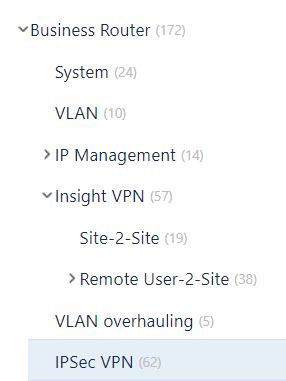 Business Router (172)
System (24)
VLAN (10)
IP Management (14)
Insight VPN (57)
Site-2-Site (19)
Remote User-2-Site (38)
VLAN overhauling (5)
IPSec VPN (62)